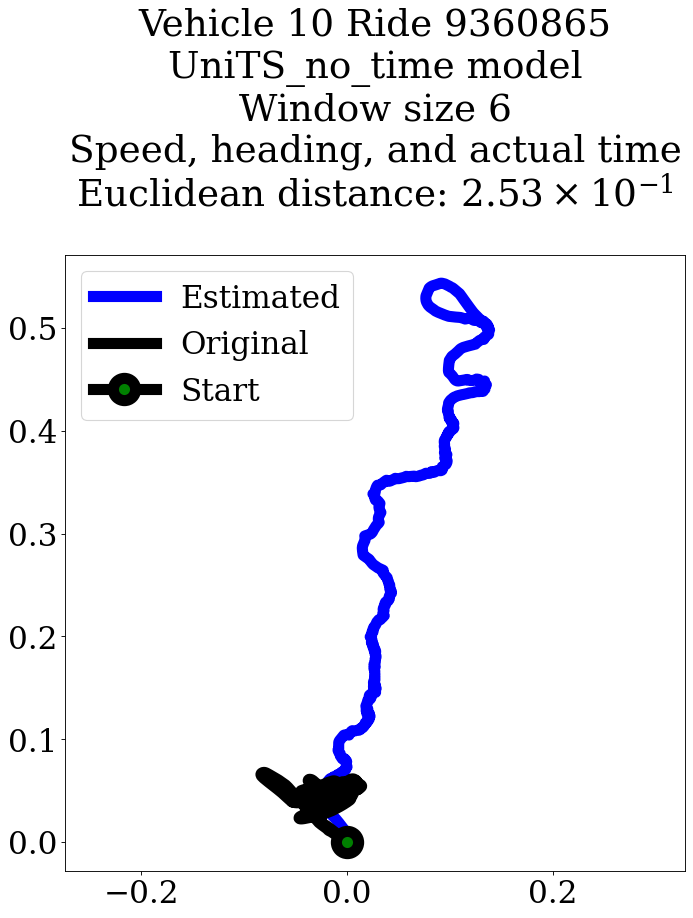 Vehicle 10 Ride 9360865
UniTS_no_time model
Window size 6
Speed, heading, and actual time
Euclidean distance: 2.53 × 10⁻¹
Estimated
Original
Start
0.5
0.4
0.3
0.2
0.1
0.0
−0.2 0.0 0.2